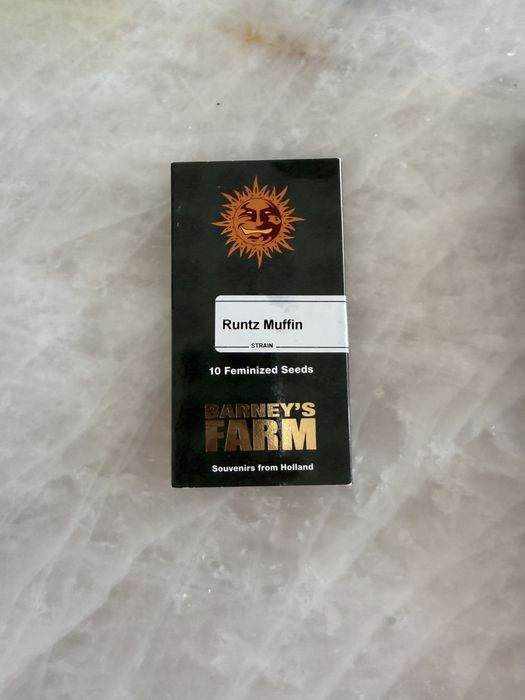 Runtz Muffin
STRAIN
10 Feminized Seeds
BARNEY'S
FARM
Souvenirs from Holland